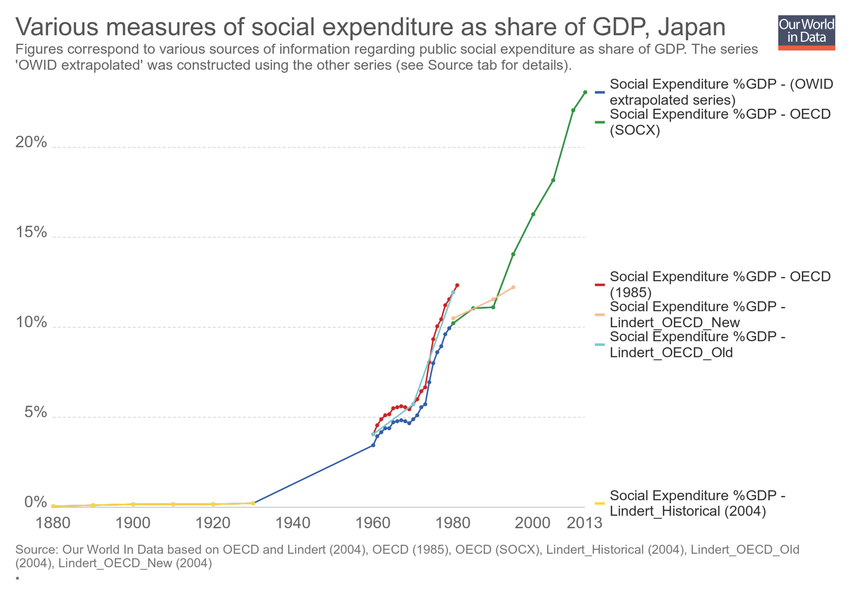 Various measures of social expenditure as share of GDP, Japan
Our World
in Data
Figures correspond to various sources of information regarding public social expenditure as share of GDP. The series
'OWID extrapolated' was constructed using the other series (see Source tab for details).
Social Expenditure %GDP - (OWID
extrapolated series)
Social Expenditure %GDP - OECD
(SOCX)
20%
15%
Social Expenditure %GDP - OECD
(1985)
Social Expenditure %GDP -
Lindert_OECD_New
10%
Social Expenditure %GDP -
Lindert_OECD_Old
5%
Social Expenditure %GDP -
Lindert_Historical (2004)
0%
1880 1900 1920 1940 1960 1980 2000 2013
Source: Our World In Data based on OECD and Lindert (2004), OECD (1985), OECD (SOCX), Lindert_Historical (2004), Lindert_OECD_Old
(2004), Lindert_OECD_New (2004)
•